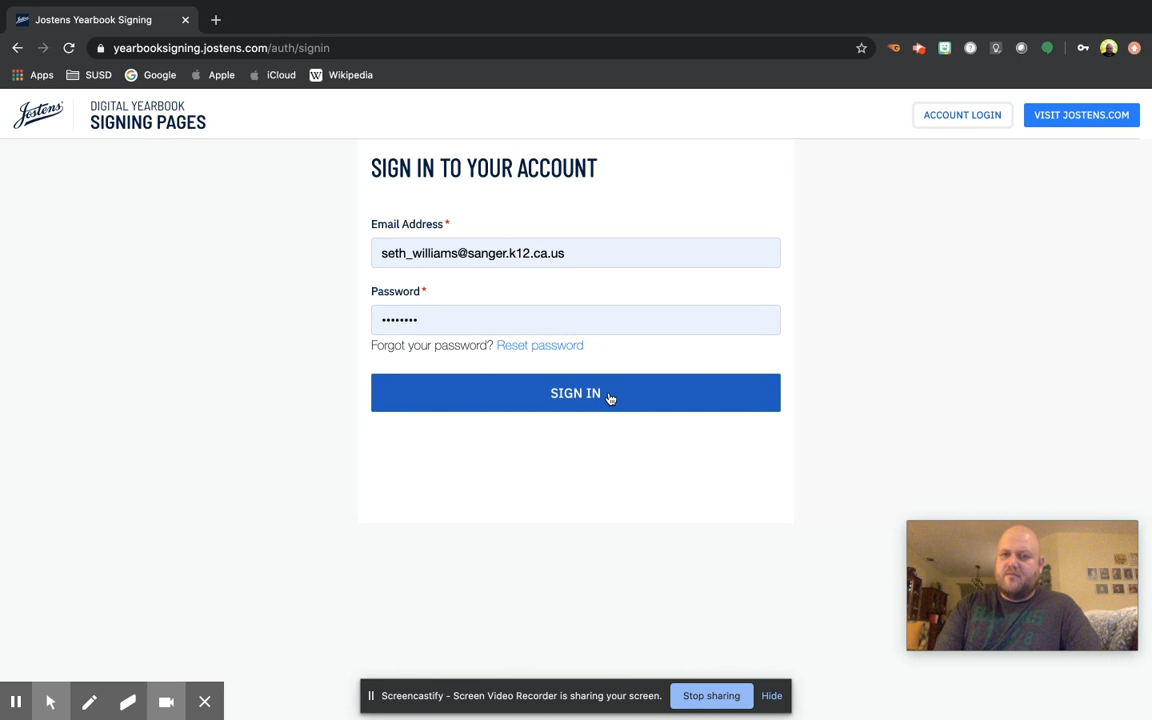 Jostens Yearbook Signing
yearbooksigning.jostens.com/auth/signin
Apps SUSD Google Apple iCloud W Wikipedia
Jostens
DIGITAL YEARBOOK
SIGNING PAGES
ACCOUNT LOGIN
VISIT JOSTENS.COM
SIGN IN TO YOUR ACCOUNT
Email Address*
seth_williams@sanger.k12.ca.us
Password*
••••••••
Forgot your password? Reset password
SIGN IN
Screencastify - Screen Video Recorder is sharing your screen. Stop sharing Hide